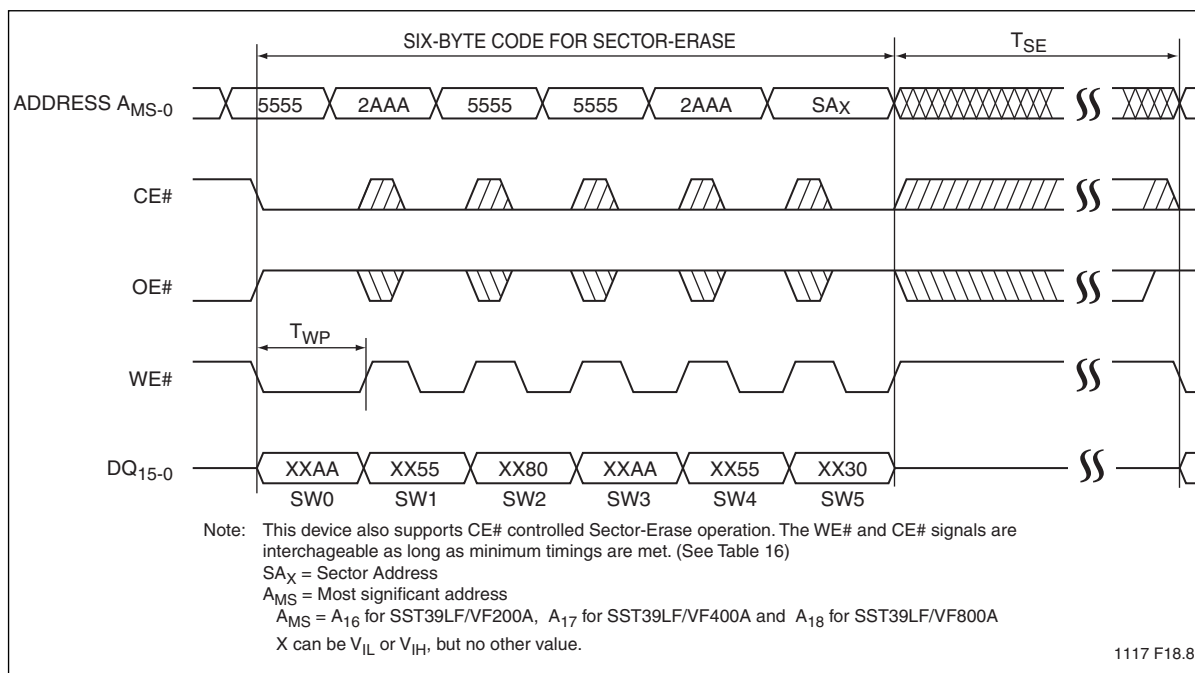 SIX-BYTE CODE FOR SECTOR-ERASE TSE
ADDRESS AMS-0 5555 2AAA 5555 5555 2AAA SAX
CE#
OE#
TWP
WE#
DQ15-0 XXAA XX55 XX80 XXAA XX55 XX30
SW0 SW1 SW2 SW3 SW4 SW5
Note: This device also supports CE# controlled Sector-Erase operation. The WE# and CE# signals are
interchageable as long as minimum timings are met. (See Table 16)
SAX = Sector Address
AMS = Most significant address
AMS = A16 for SST39LF/VF200A, A17 for SST39LF/VF400A and A18 for SST39LF/VF800A
X can be VIL or VIH, but no other value.
1117 F18.8